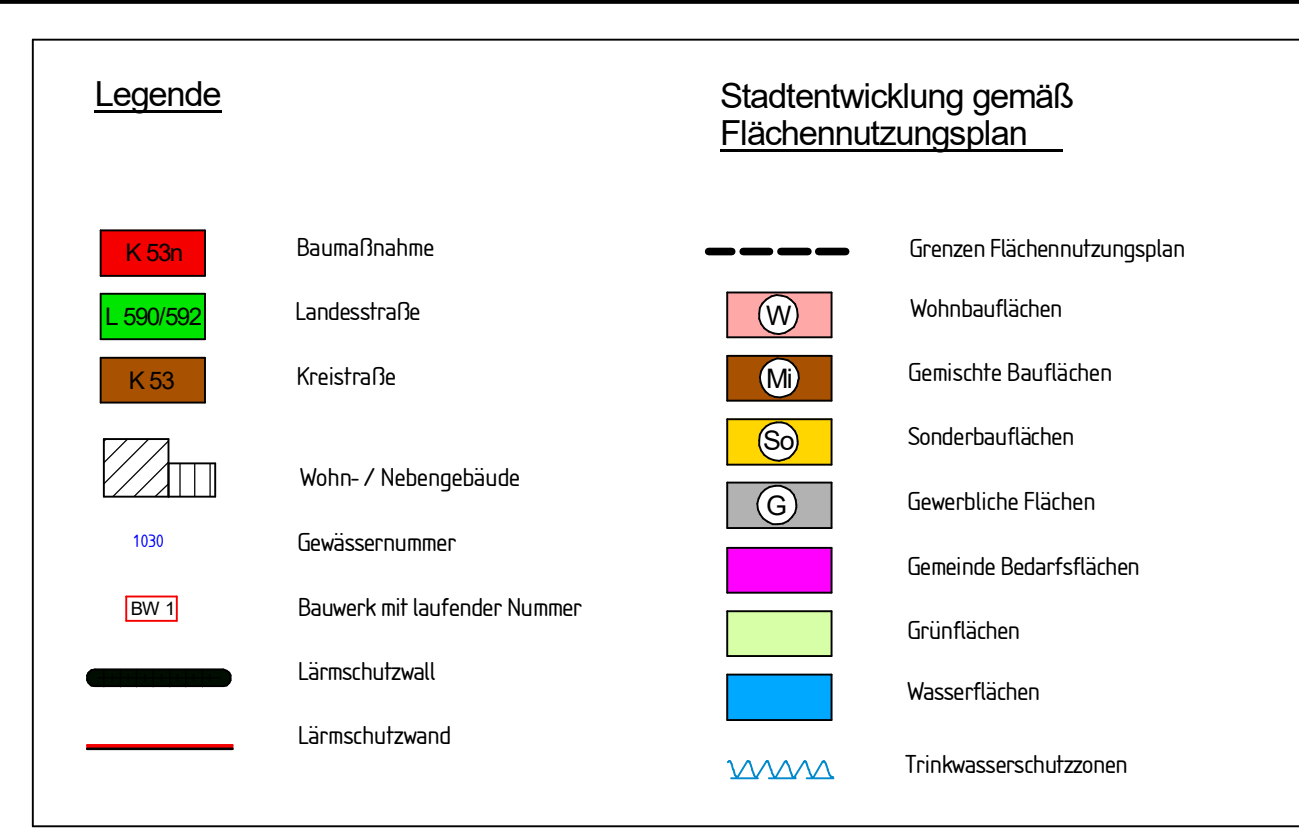 Legende
K 53n Baumaßnahme
L 590/592 Landesstraße
K 53 Kreistraße
Wohn- / Nebengebäude
1030 Gewässernummer
BW 1 Bauwerk mit laufender Nummer
Lärmschutzwall
Lärmschutzwand
Stadtentwicklung gemäß
Flächennutzungsplan
Grenzen Flächennutzungsplan
W Wohnbauflächen
Mi Gemischte Bauflächen
So Sonderbauflächen
G Gewerbliche Flächen
Gemeinde Bedarfsflächen
Grünflächen
Wasserflächen
Trinkwasserschutzzonen